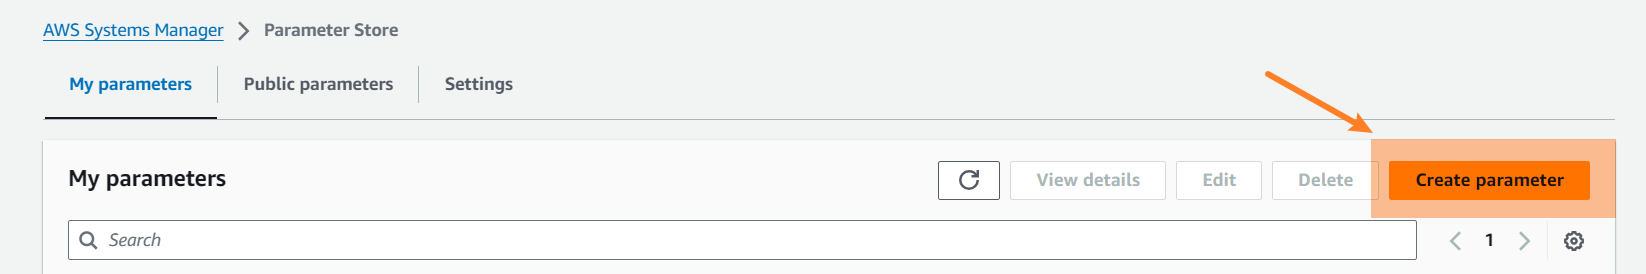 AWS Systems Manager > Parameter Store
My parameters Public parameters Settings
My parameters View details Edit Delete Create parameter
Search 1